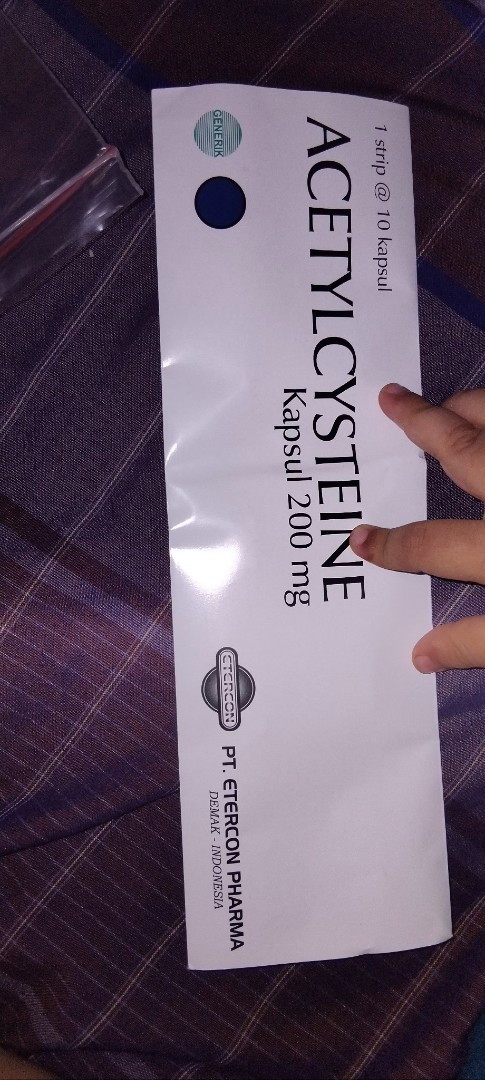 1 strip @ 10 kapsul
ACETYLCYSTEINE
Kapsul 200 mg
GENERIK
ETERCON
PT. ETERCON PHARMA
DEMAK - INDONESIA